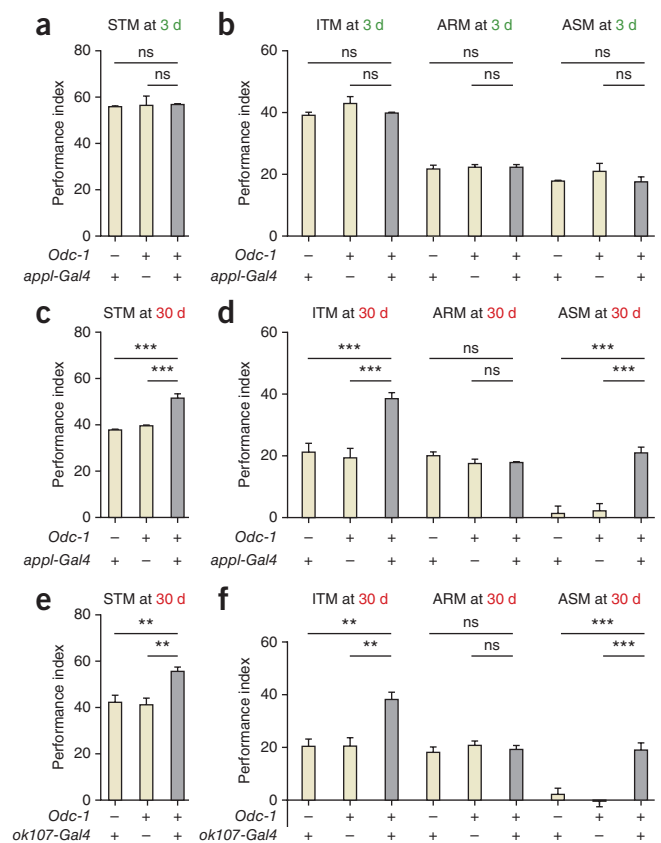 a
STM at 3 d
ns
ns
80
60
40
20
0
Performance index
Odc-1 – + +
appl-Gal4 + – +
b
ITM at 3 d ARM at 3 d ASM at 3 d
ns ns ns
ns ns ns
60
40
20
0
Performance index
– + + – + + – + +
+ – + + – + + – +
c
STM at 30 d
***
***
80
60
40
20
0
Performance index
Odc-1 – + +
appl-Gal4 + – +
d
ITM at 30 d ARM at 30 d ASM at 30 d
*** ns ***
*** ns ***
60
40
20
0
Performance index
Odc-1 – + + – + + – + +
appl-Gal4 + – + + – + + – +
e
STM at 30 d
**
**
80
60
40
20
0
Performance index
Odc-1 – + +
ok107-Gal4 + – +
f
ITM at 30 d ARM at 30 d ASM at 30 d
** ns ***
** ns ***
60
40
20
0
Performance index
Odc-1 – + + – + + – + +
ok107-Gal4 + – + + – + + – +